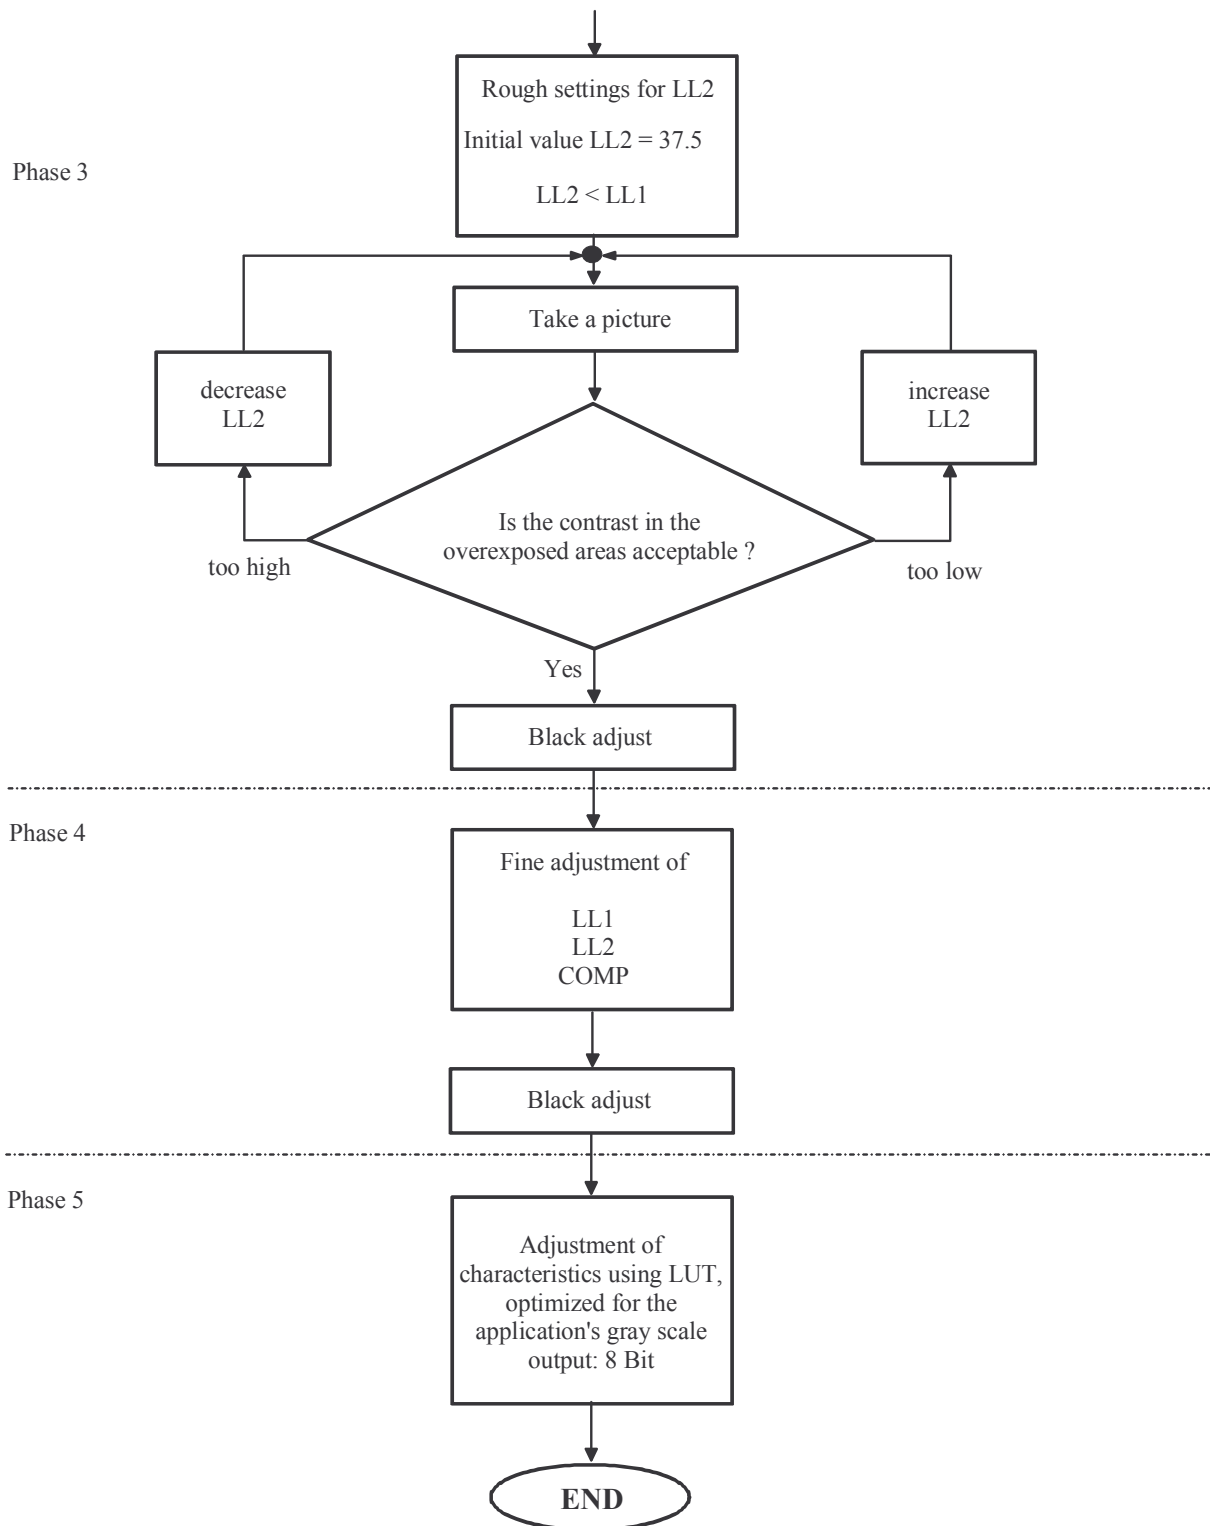 Phase 3
Rough settings for LL2
Initial value LL2 = 37.5
LL2 < LL1
Take a picture
decrease
LL2
increase
LL2
Is the contrast in the
overexposed areas acceptable ?
too high
too low
Yes
Black adjust
Phase 4
Fine adjustment of
LL1
LL2
COMP
Black adjust
Phase 5
Adjustment of
characteristics using LUT,
optimized for the
application's gray scale
output: 8 Bit
END